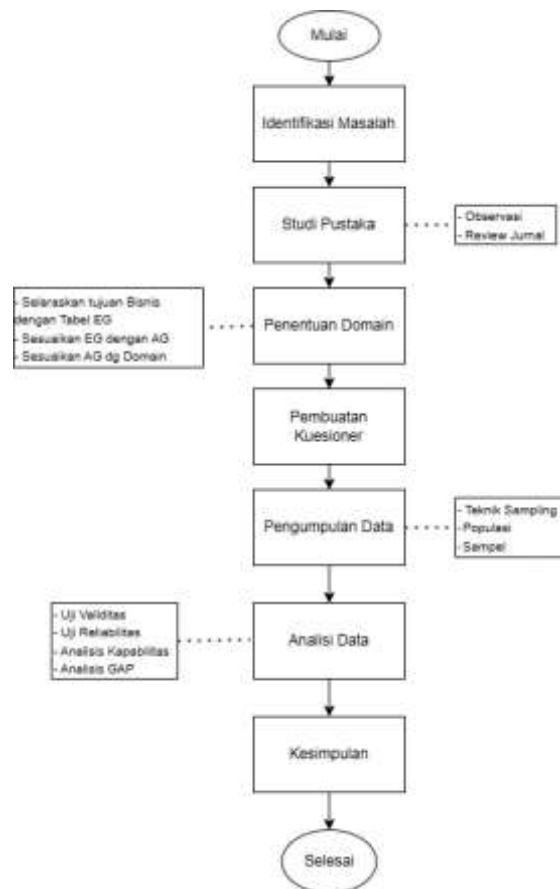 Mulai
Identifikasi Masalah
Studi Pustaka
- Observasi
- Review Jurnal
- Selaraskan tujuan Bisnis
dengan Tabel EG
- Sesuaikan EG dengan AG
- Sesuaikan AG dg Domain
Penentuan Domain
Pembuatan
Kuesioner
Pengumpulan Data
- Teknik Sampling
- Populasi
- Sampel
- Uji Validitas
- Uji Reliabilitas
- Analisis Kapabilitas
- Analisis GAP
Analisi Data
Kesimpulan
Selesai